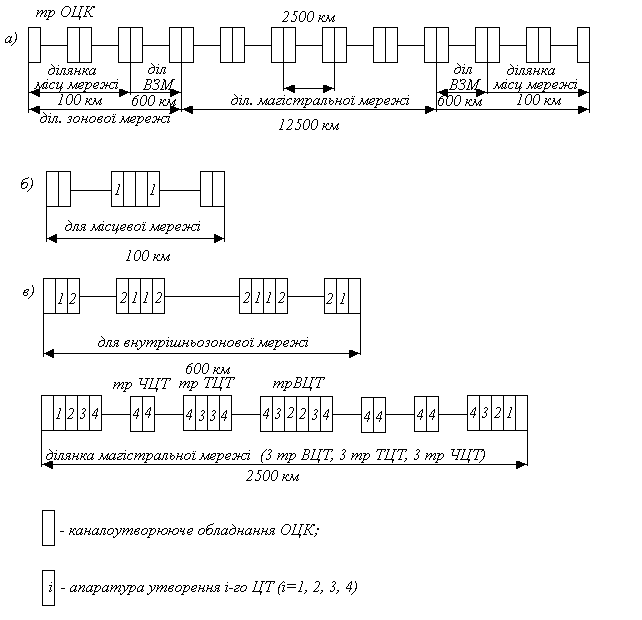 тр ОЦК
2500 км
а)
ділянка
місц мережі
діл
ВЗМ
діл
ВЗМ
ділянка
місц мережі
100 км
600 км
діл. магістральної мережі
600 км
100 км
діл. зонової мережі
12500 км
б)
1 1
для місцевої мережі
100 км
в)
1 2 2 1 1 2 2 1 1 2 2 1
для внутрішньозонової мережі
600 км
тр ЧЦТ тр ТЦТ трВЦТ
1 2 3 4 4 4 4 3 3 4 4 3 2 2 3 4 4 4 4 4 4 3 2 1
ділянка магістральної мережі (3 тр ВЦТ, 3 тр ТЦТ, 3 тр ЧЦТ)
2500 км
- каналоутворююче обладнання ОЦК;
i - апаратура утворення і-го ЦТ (і=1, 2, 3, 4)